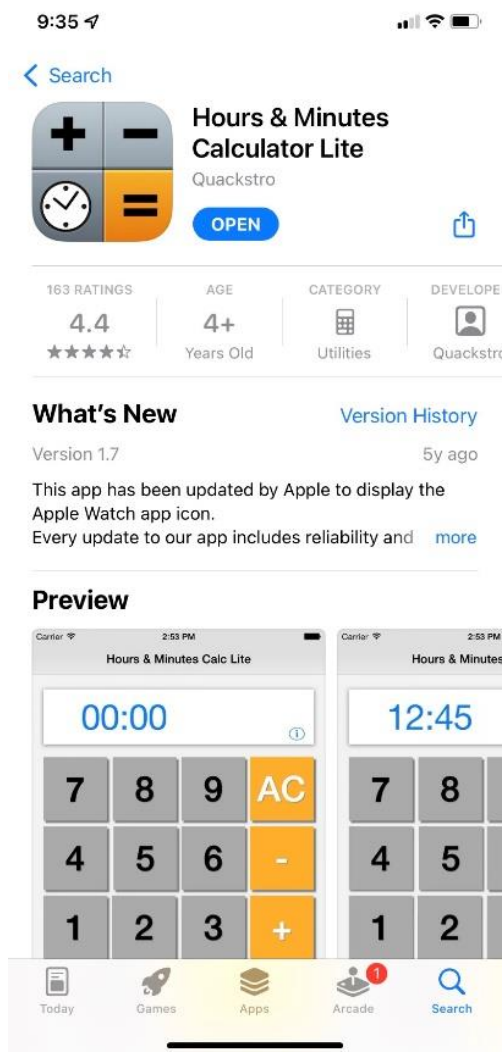 9:35
Search
Hours & Minutes
Calculator Lite
Quackstro
OPEN
163 RATINGS AGE CATEGORY DEVELOPE
4.4 4+
★★★★☆ Years Old Utilities Quackstro
What's New Version History
Version 1.7 5y ago
This app has been updated by Apple to display the
Apple Watch app icon.
Every update to our app includes reliability and more
Preview
Carrier 2:53 PM Carrier 2:53 PM
Hours & Minutes Calc Lite Hours & Minutes
00:00 12:45
7 8 9 AC 7 8
4 5 6 - 4 5
1 2 3 + 1 2
1
Today Games Apps Arcade Search